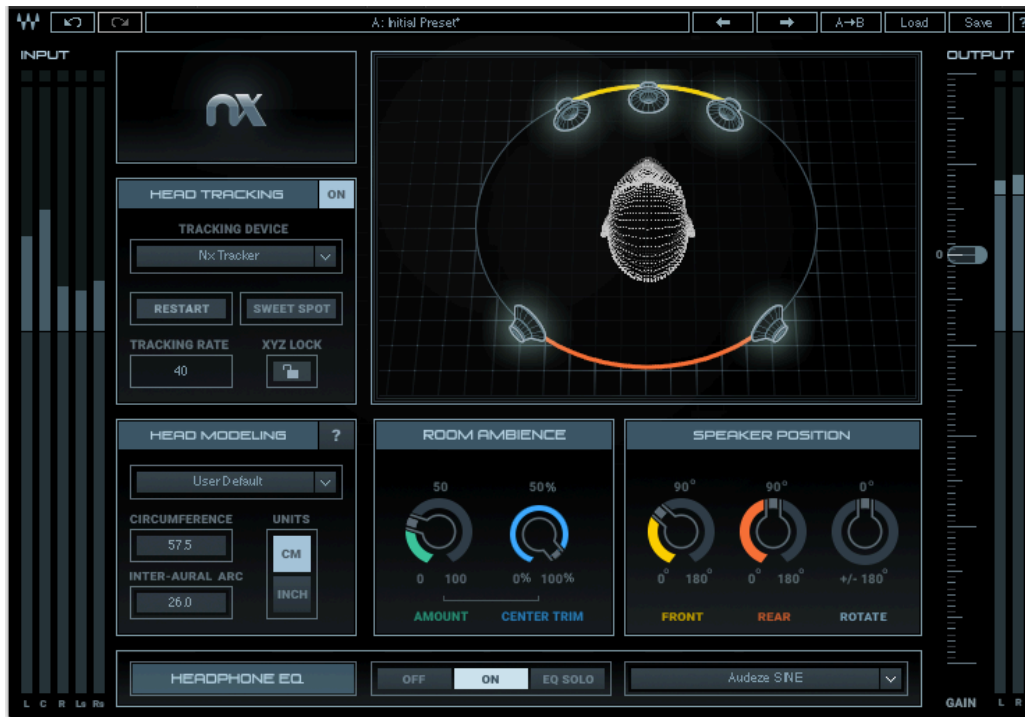 A: Initial Preset*
A→B
Load
Save
?
INPUT
OUTPUT
nx
HEAD TRACKING
ON
TRACKING DEVICE
Nx Tracker
RESTART
SWEET SPOT
TRACKING RATE
XYZ LOCK
40
0
HEAD MODELING
?
User Default
CIRCUMFERENCE
UNITS
57.5
CM
INTER-AURAL ARC
26.0
INCH
ROOM AMBIENCE
50
50%
0
100
0%
100%
AMOUNT
CENTER TRIM
SPEAKER POSITION
90°
90°
0°
0°
180°
0°
180°
+/- 180°
FRONT
REAR
ROTATE
HEADPHONE EQ
OFF
ON
EQ SOLO
Audeze SINE
L C R Ls Rs
GAIN
L R